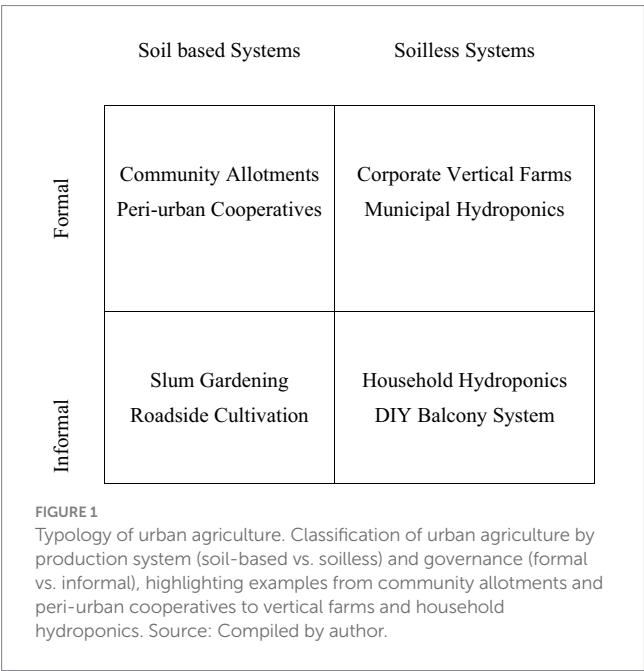 Soil based Systems
Soilless Systems
Formal
Community Allotments
Peri-urban Cooperatives
Corporate Vertical Farms
Municipal Hydroponics
Informal
Slum Gardening
Roadside Cultivation
Household Hydroponics
DIY Balcony System
FIGURE 1
Typology of urban agriculture. Classification of urban agriculture by
production system (soil-based vs. soilless) and governance (formal
vs. informal), highlighting examples from community allotments and
peri-urban cooperatives to vertical farms and household
hydroponics. Source: Compiled by author.